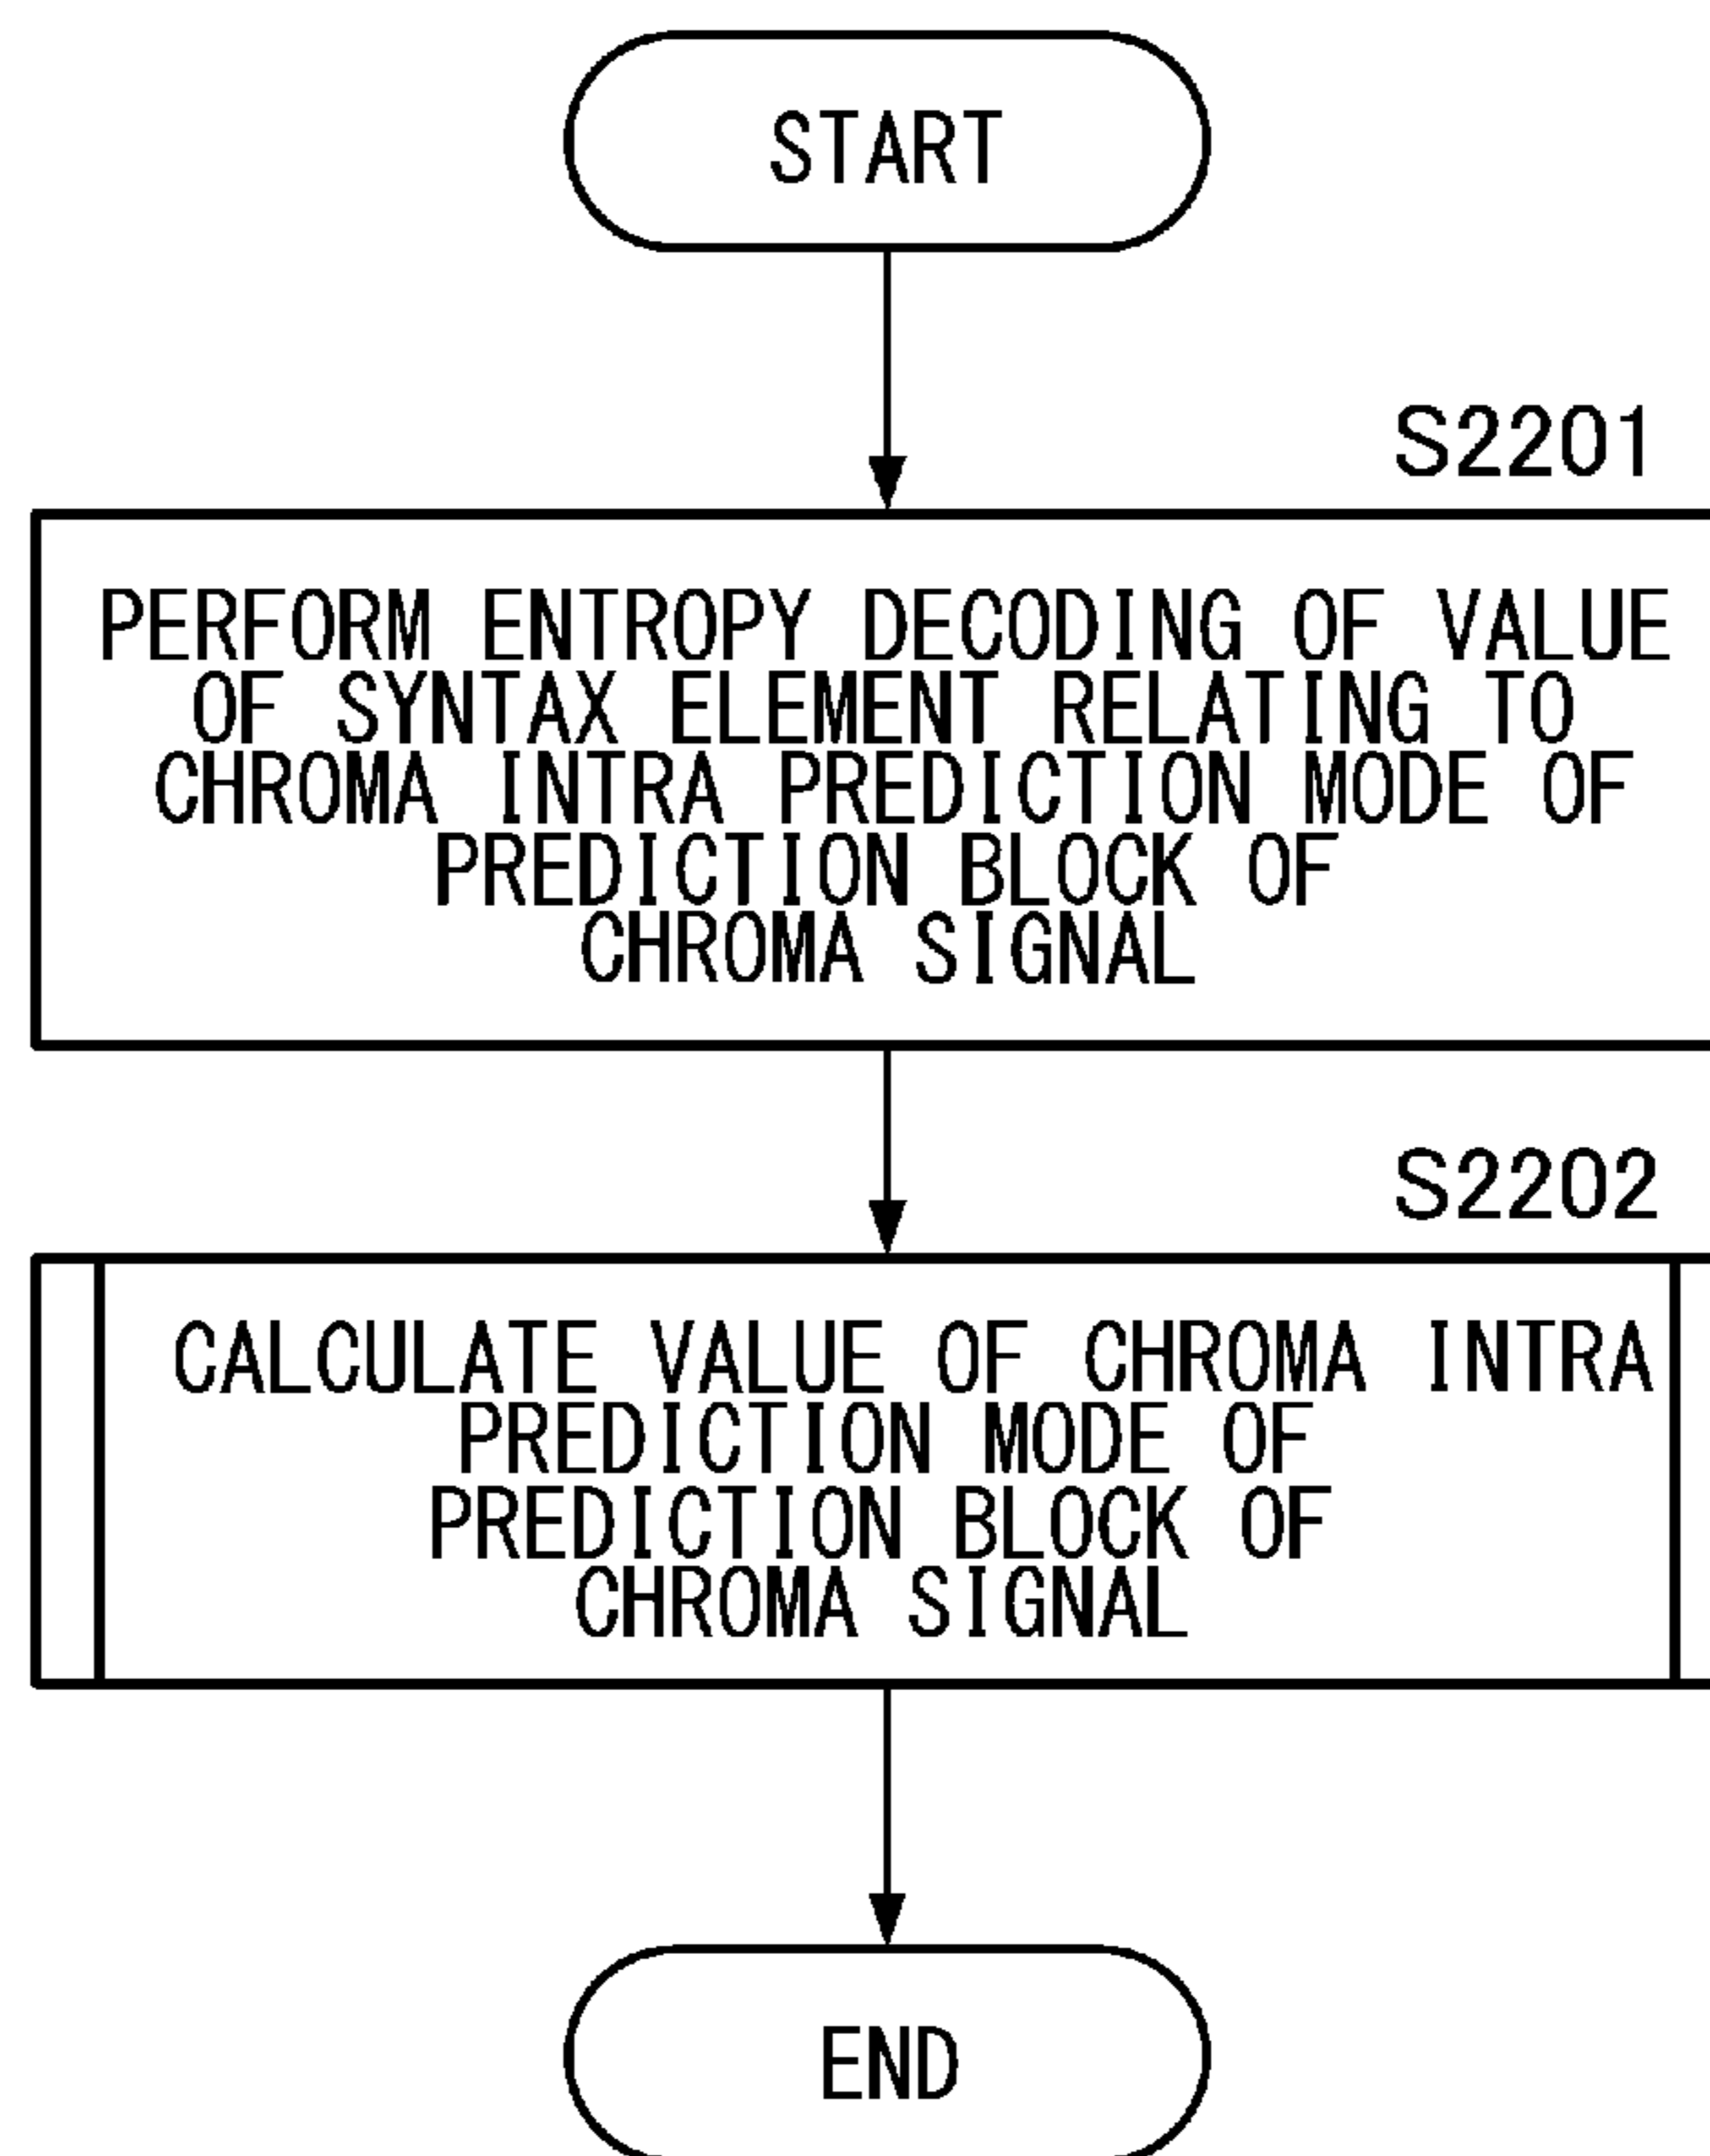 START
S2201
PERFORM ENTROPY DECODING OF VALUE
OF SYNTAX ELEMENT RELATING TO
CHROMA INTRA PREDICTION MODE OF
PREDICTION BLOCK OF
CHROMA SIGNAL
S2202
CALCULATE VALUE OF CHROMA INTRA
PREDICTION MODE OF
PREDICTION BLOCK OF
CHROMA SIGNAL
END